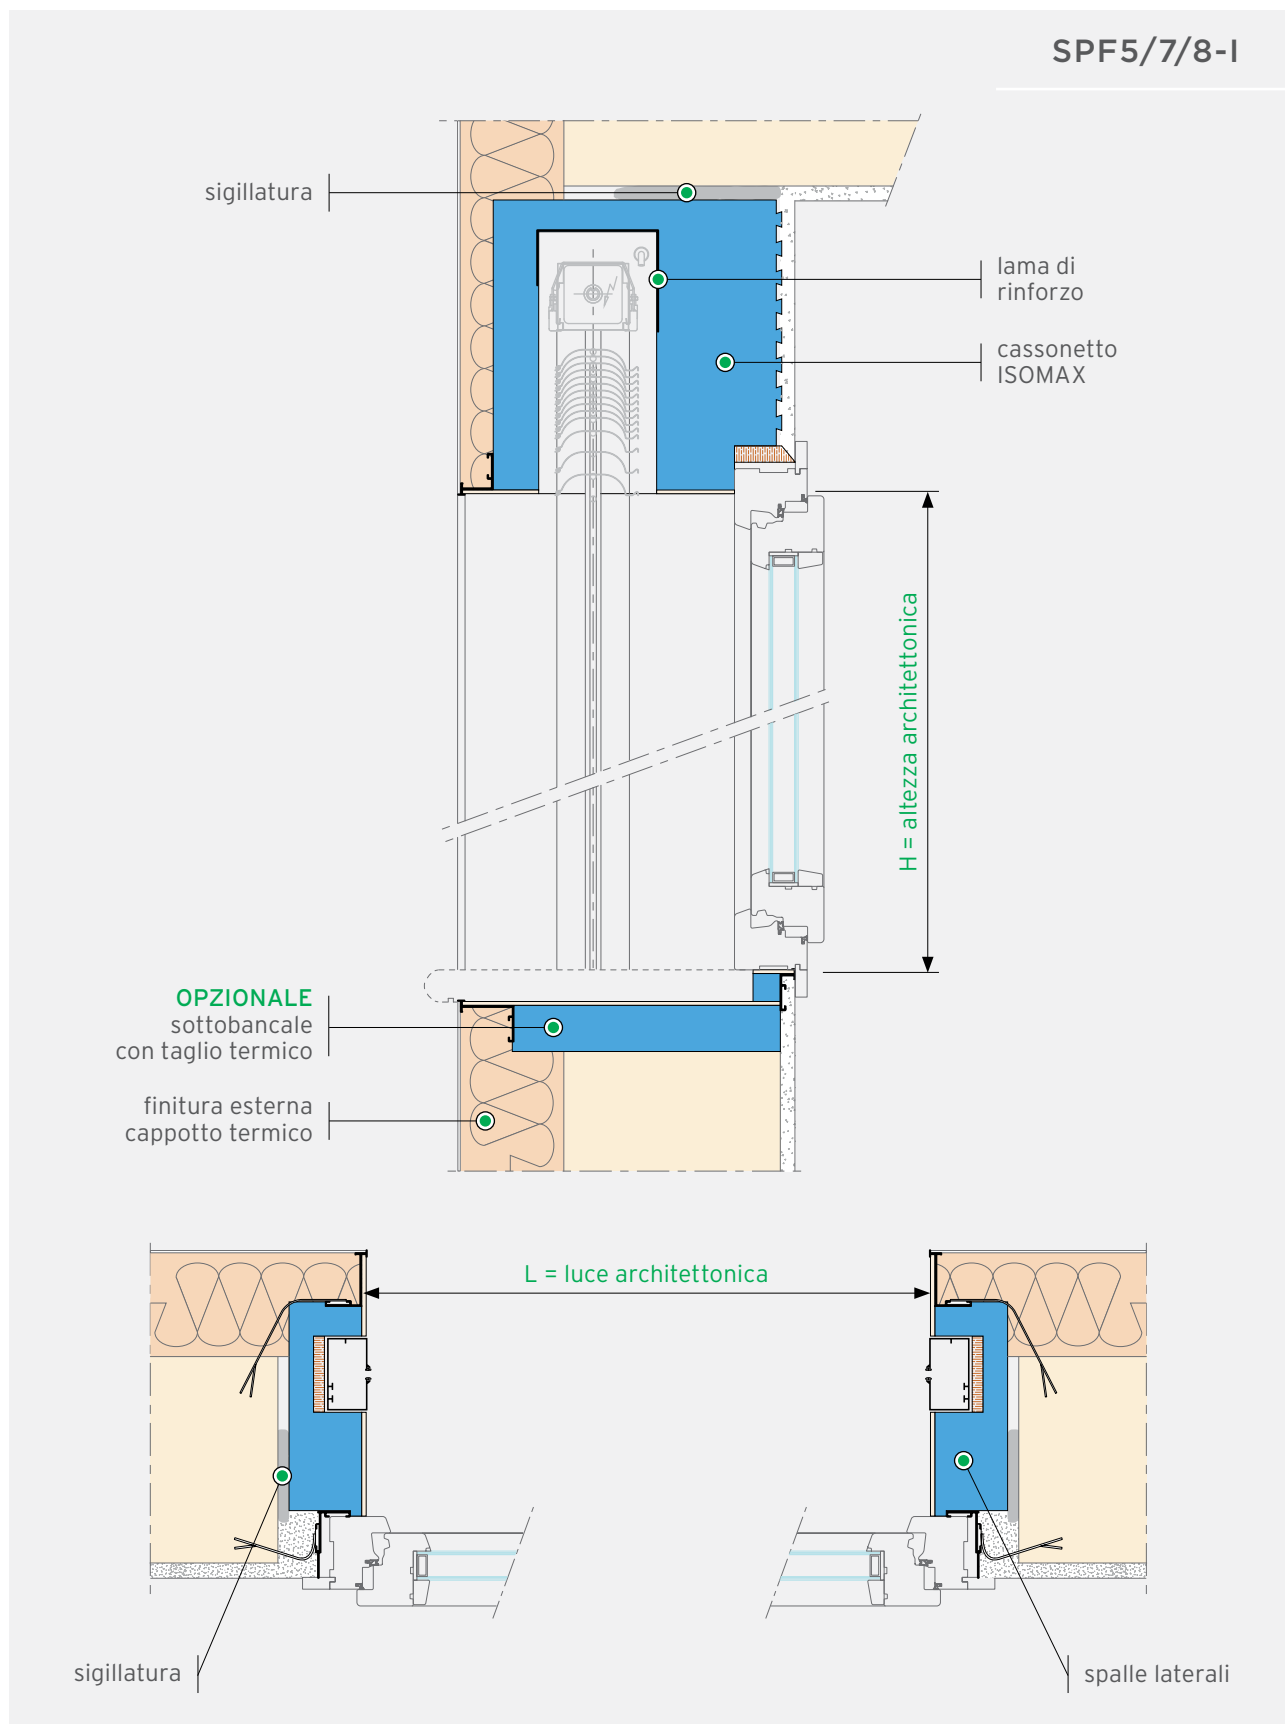 SPF5/7/8-I
sigillatura
lama di
rinforzo
cassonetto
ISOMAX
H = altezza architettonica
OPZIONALE
sottobancale
con taglio termico
finitura esterna
cappotto termico
L = luce architettonica
sigillatura
spalle laterali